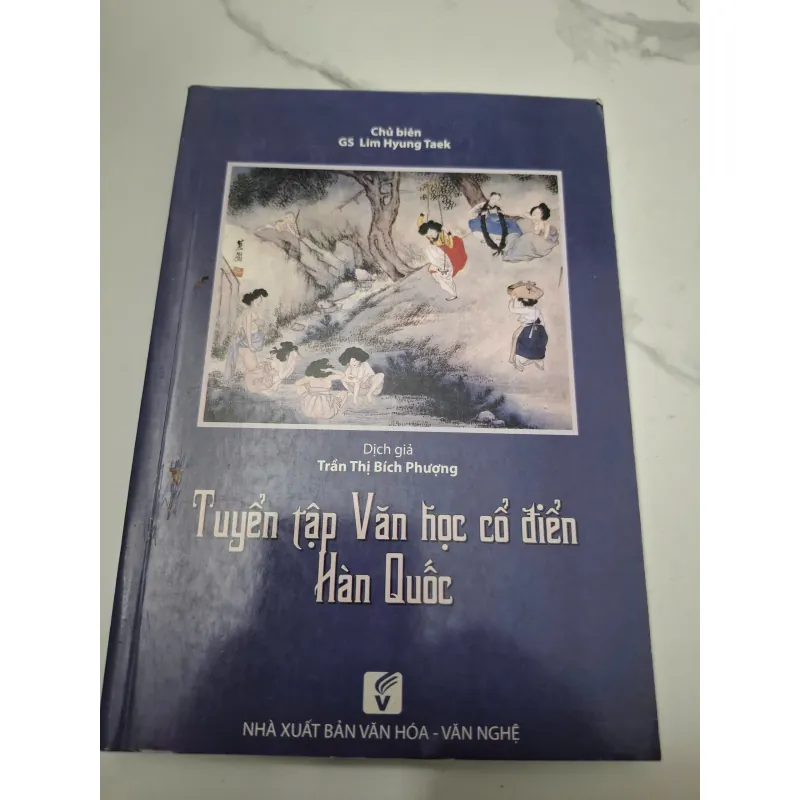 Chủ biên
GS Lim Hyung Taek
Dịch giả
Trần Thị Bích Phượng
Tuyển tập Văn học cổ điển
Hàn Quốc
V
NHÀ XUẤT BẢN VĂN HÓA - VĂN NGHỆ